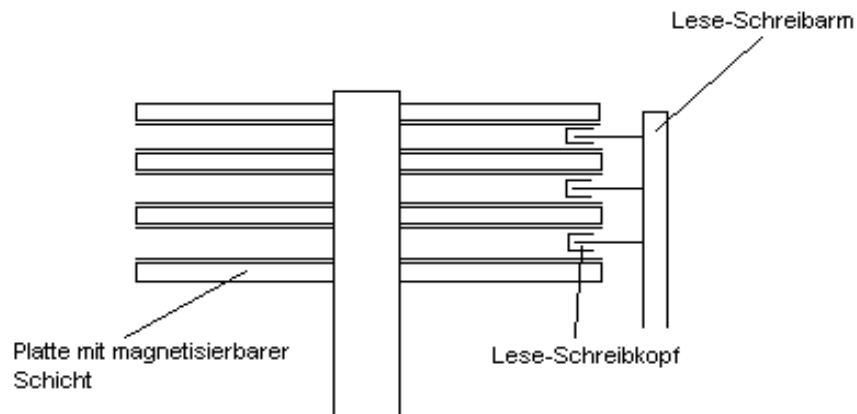 Lese-Schreibarm
Platte mit magnetisierbarer
Schicht
Lese-Schreibkopf